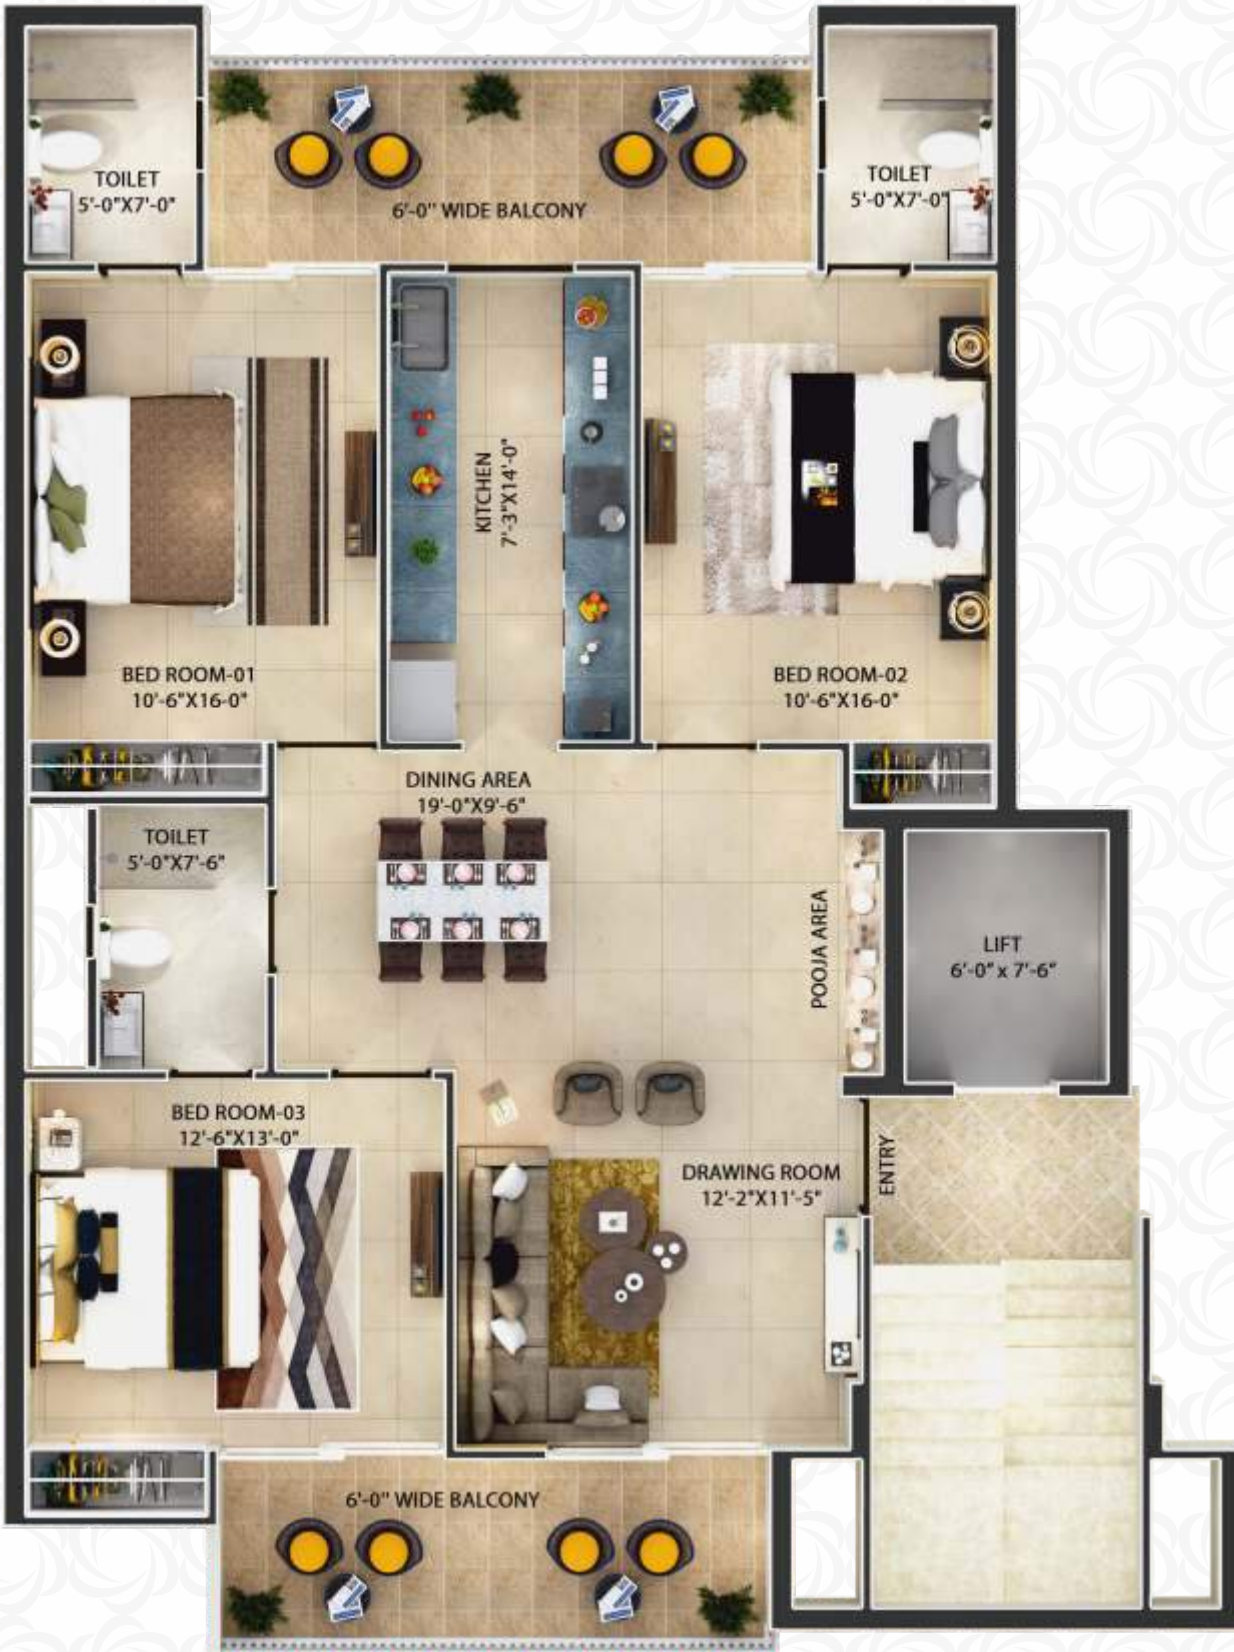 TOILET
5'-0"X7'-0"
TOILET
5'-0"X7'-0"
6'-0" WIDE BALCONY
KITCHEN
7'-3"X14'-0"
BED ROOM-01
10'-6"X16-0"
BED ROOM-02
10'-6"X16-0"
DINING AREA
19'-0"X9'-6"
TOILET
5'-0"X7'-6"
POOJA AREA
LIFT
6'-0" x 7'-6"
BED ROOM-03
12'-6"X13'-0"
DRAWING ROOM
12'-2"X11'-5"
ENTRY
6'-0" WIDE BALCONY